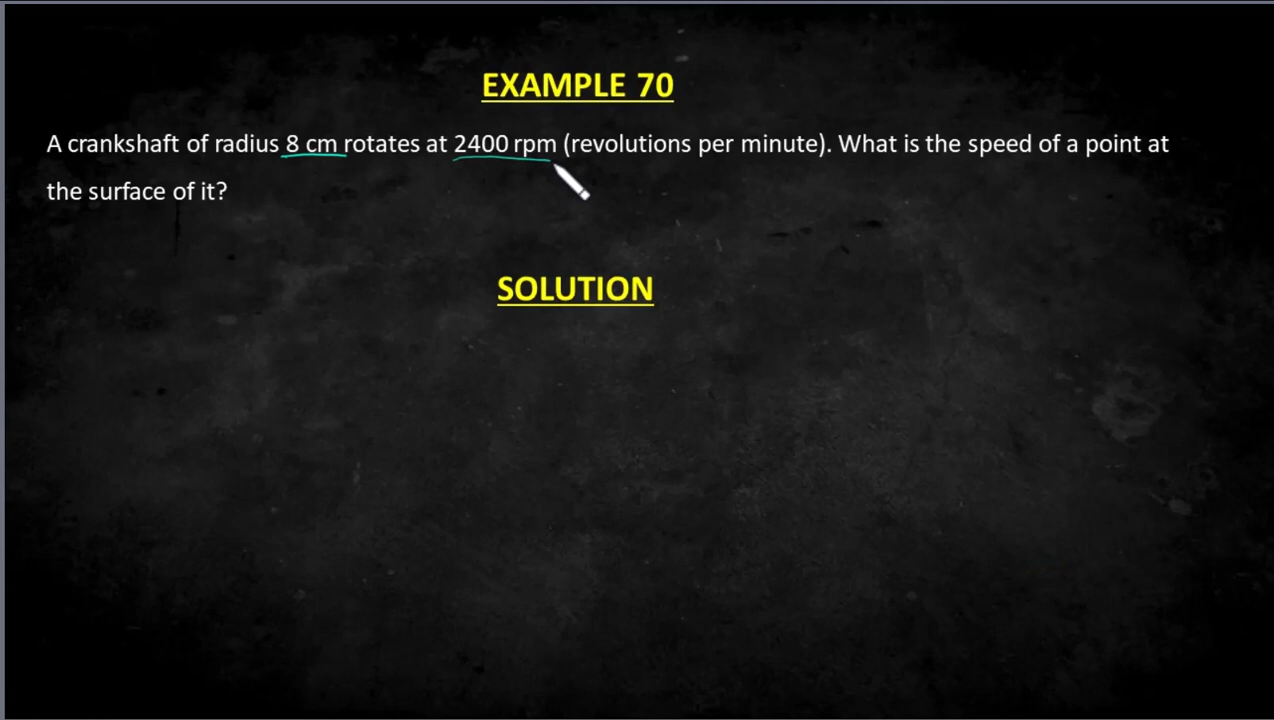 EXAMPLE 70
A crankshaft of radius 8 cm rotates at 2400 rpm (revolutions per minute). What is the speed of a point at
the surface of it?
SOLUTION